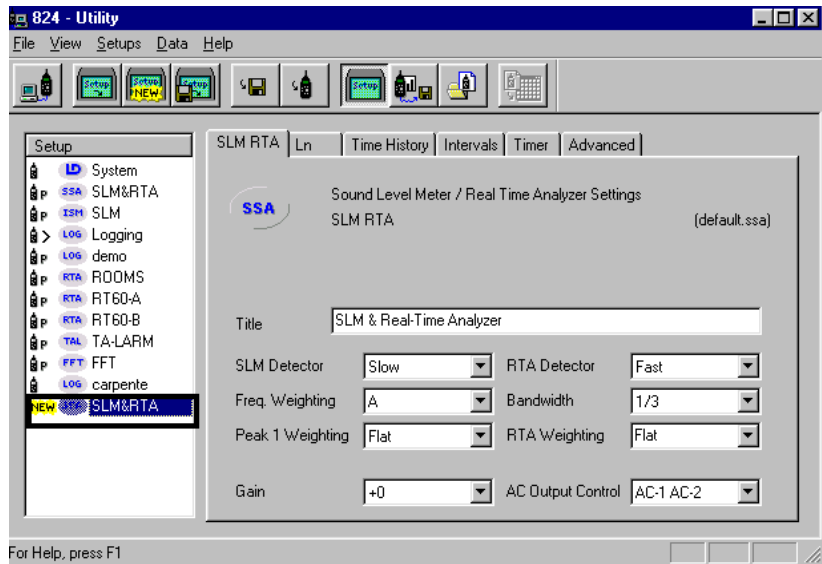 824 - Utility
File View Setups Data Help
Setup Setup NEW! Setup Setup
Setup
LD System
P SSA SLM&RTA
P ISM SLM
> LOG Logging
P LOG demo
P RTA ROOMS
P RTA RT60-A
P RTA RT60-B
P TAL TA-LARM
P FFT FFT
LOG carpente
NEW SLM&RTA
SLM RTA Ln Time History Intervals Timer Advanced
SSA
Sound Level Meter / Real Time Analyzer Settings
SLM RTA (default.ssa)
Title SLM & Real-Time Analyzer
SLM Detector Slow RTA Detector Fast
Freq. Weighting A Bandwidth 1/3
Peak 1 Weighting Flat RTA Weighting Flat
Gain +0 AC Output Control AC-1 AC-2
For Help, press F1